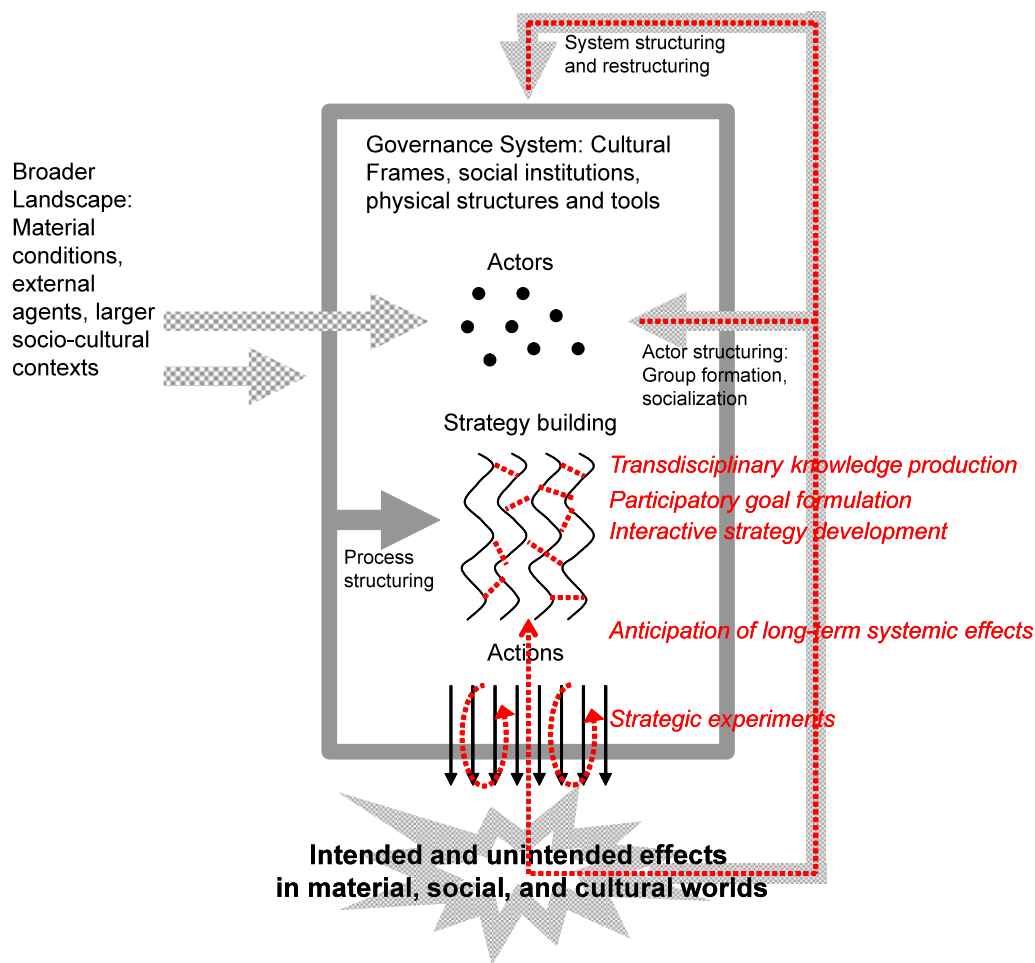 System structuring
and restructuring
Governance System: Cultural
Frames, social institutions,
physical structures and tools
Broader
Landscape:
Material
conditions,
external
agents, larger
socio-cultural
contexts
Actors
Actor structuring:
Group formation,
socialization
Strategy building
Transdisciplinary knowledge production
Participatory goal formulation
Interactive strategy development
Process
structuring
Anticipation of long-term systemic effects
Actions
Strategic experiments
Intended and unintended effects
in material, social, and cultural worlds